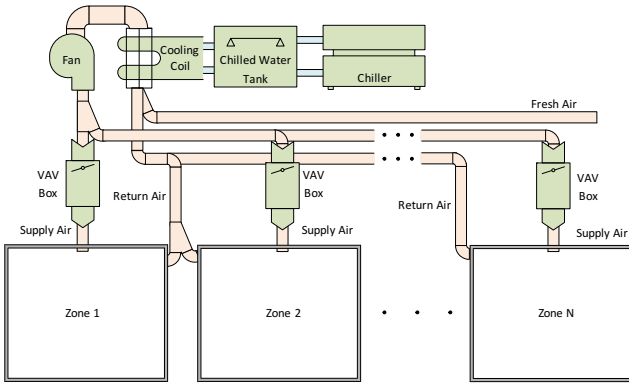 Fan
Cooling
Coil
Chilled Water
Tank
Chiller
Fresh Air
VAV
Box
Return Air
VAV
Box
Return Air
VAV
Box
Supply Air
Supply Air
Supply Air
Zone 1
Zone 2
Zone N